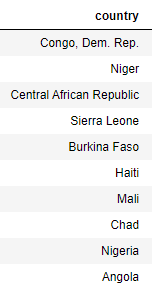 country
Congo, Dem. Rep.
Niger
Central African Republic
Sierra Leone
Burkina Faso
Haiti
Mali
Chad
Nigeria
Angola